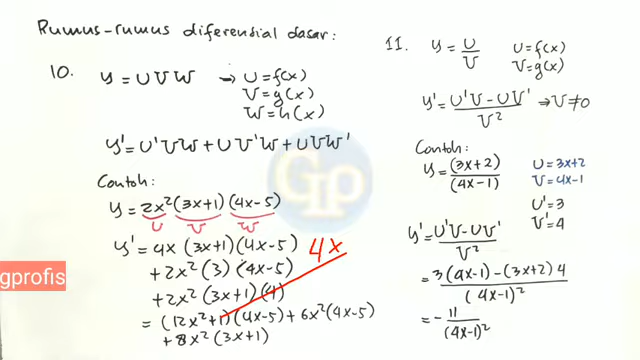 Rumus-rumus diferential dasar:
10. y = U V W → U = f(x)
V = g(x)
W = h(x)
y' = U'VW + UV'W + UVW'
Contoh:
y = 2x² (3x+1) (4x-5)
U V W
y' = 4x (3x+1)(4x-5) 4x
+ 2x² (3) (4x-5)
+ 2x² (3x+1) (4)
= (12x²+1)(4x-5) + 6x²(4x-5)
+ 8x² (3x+1)
gprofis
11. y = U/V U = f(x)
V = g(x)
y' = U'V - UV' / V² ⇒ V ≠ 0
Contoh:
y = (3x+2) / (4x-1) U = 3x+2
V = 4x-1
U' = 3
V' = 4
y' = U'V - UV' / V²
= 3(4x-1) - (3x+2) 4 / (4x-1)²
= - 11 / (4x-1)²